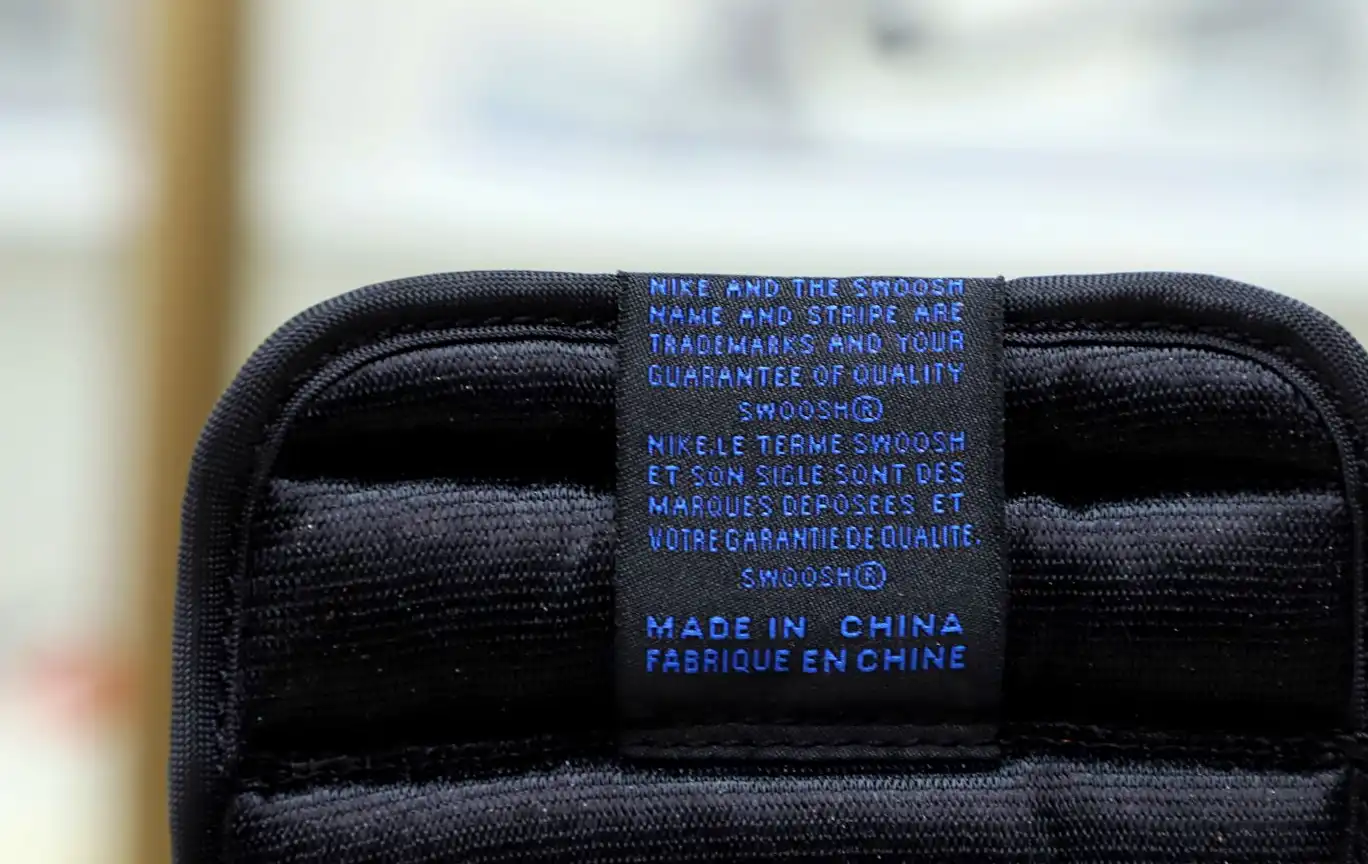 NIKE AND THE SWOOSH
NAME AND STRIPE ARE
TRADEMARKS AND YOUR
GUARANTEE OF QUALITY
SWOOSH®
NIKE.LE TERME SWOOSH
ET SON SIGLE SONT DES
MARQUES DEPOSEES ET
VOTRE GARANTIE DE QUALITE.
SWOOSH®
MADE IN CHINA
FABRIQUE EN CHINE